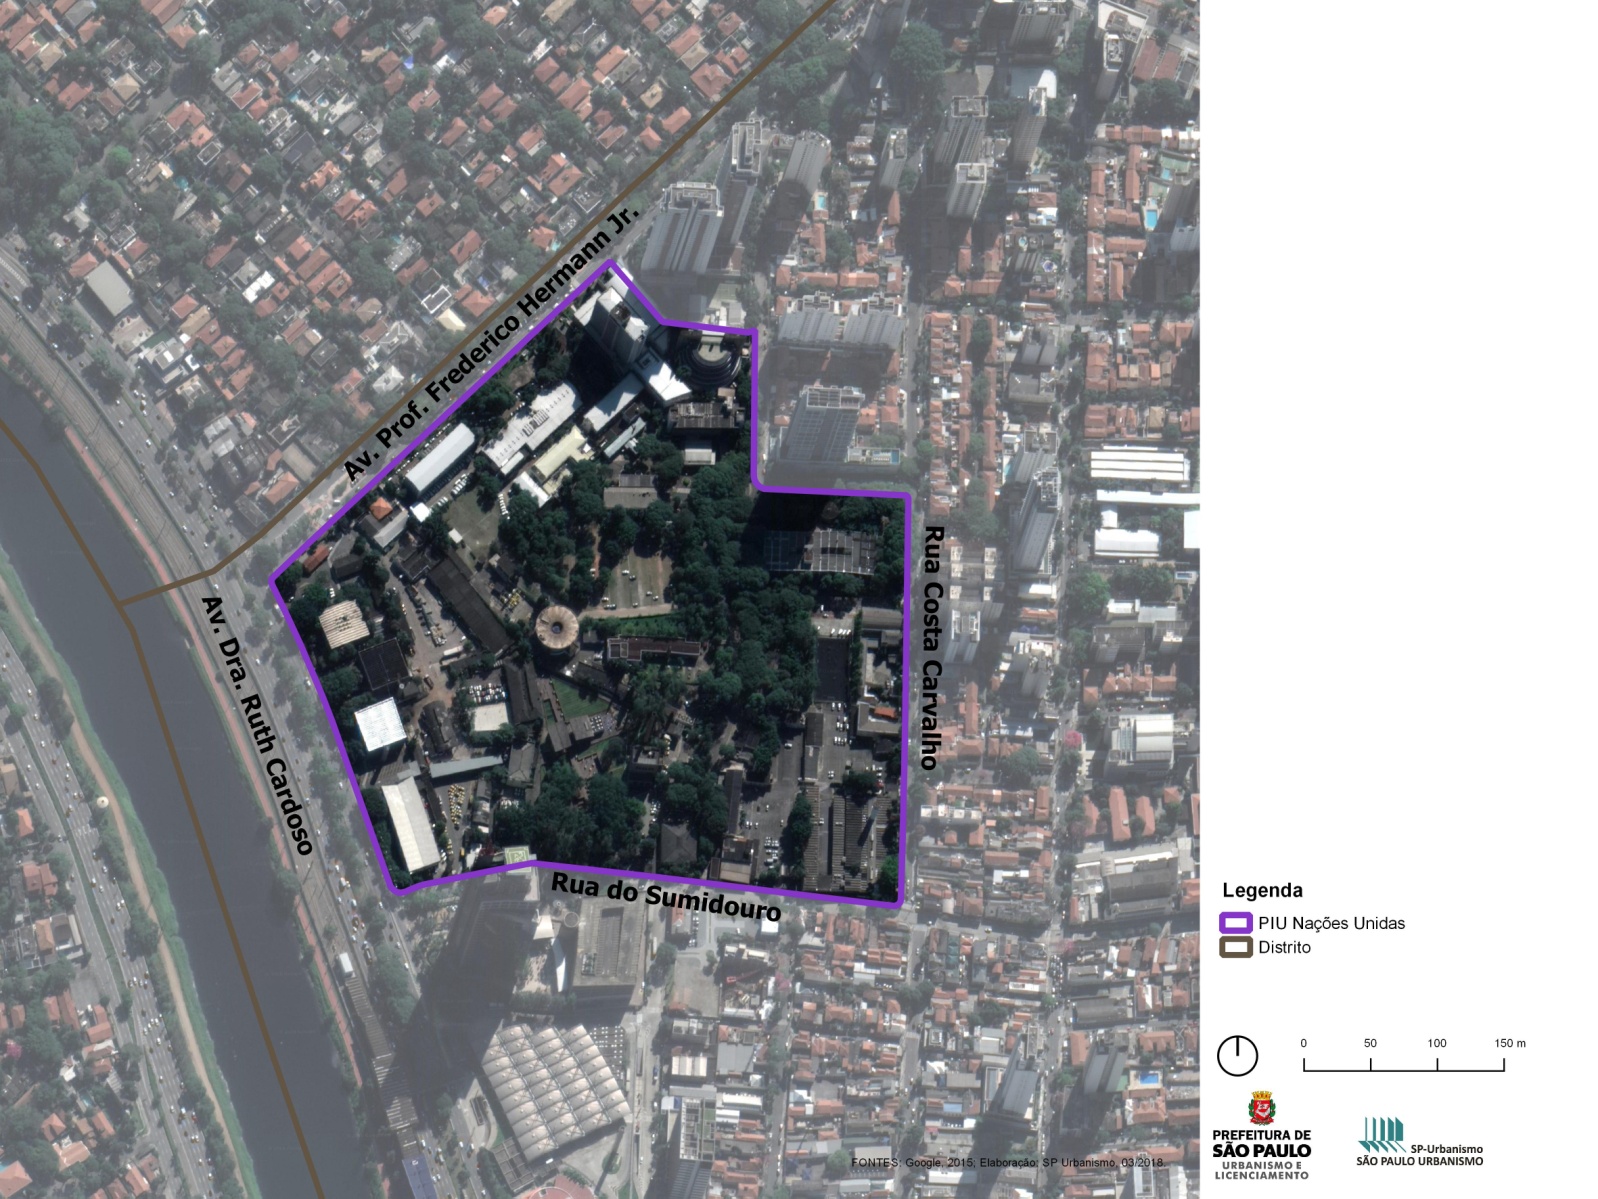 Av. Prof. Frederico Hermann Jr.
Av. Dra. Ruth Cardoso
Rua Costa Carvalho
Rua do Sumidouro
Legenda
PIU Nações Unidas
Distrito
0 50 100 150 m
PREFEITURA DE
SÃO PAULO
URBANISMO E
LICENCIAMENTO
SP-Urbanismo
SÃO PAULO URBANISMO
FONTES: Google, 2015; Elaboração: SP Urbanismo, 03/2018.